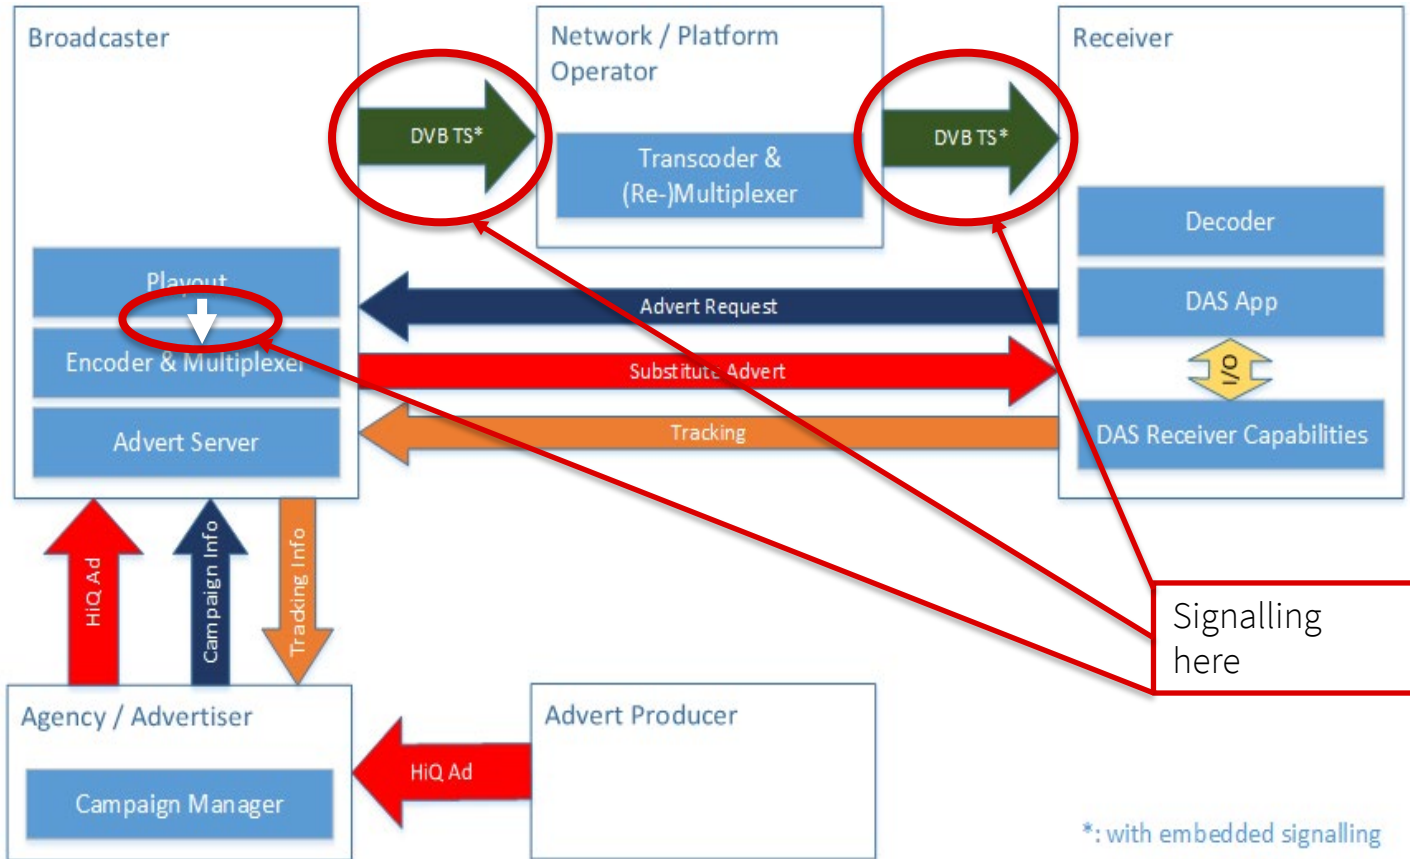 Broadcaster
Network / Platform
Operator
Receiver
DVB TS*
DVB TS*
Transcoder &
(Re-)Multiplexer
Decoder
Playout
Advert Request
DAS App
Encoder & Multiplexer
Substitute Advert
I/O
Advert Server
Tracking
DAS Receiver Capabilities
HiQ Ad
Campaign Info
Tracking Info
Signalling
here
Agency / Advertiser
Advert Producer
HiQ Ad
Campaign Manager
*: with embedded signalling